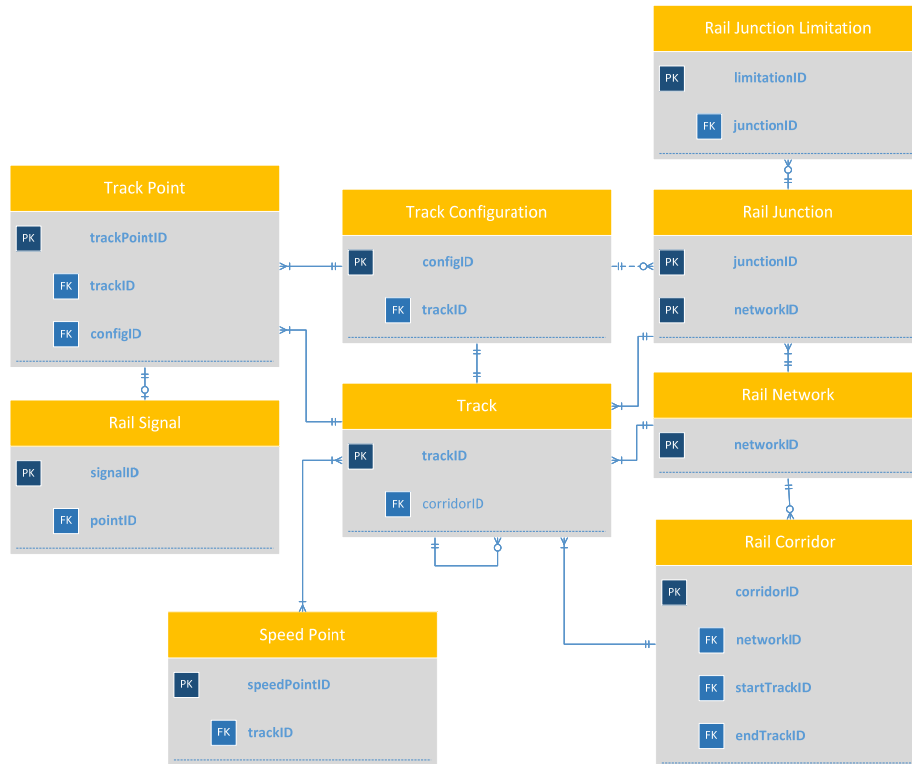 Rail Junction Limitation
PK limitationID
FK junctionID
Track Point
PK trackPointID
FK trackID
FK configID
Track Configuration
PK configID
FK trackID
Rail Junction
PK junctionID
PK networkID
Rail Signal
PK signalID
FK pointID
Track
PK trackID
FK corridorID
Rail Network
PK networkID
Rail Corridor
PK corridorID
FK networkID
FK startTrackID
FK endTrackID
Speed Point
PK speedPointID
FK trackID